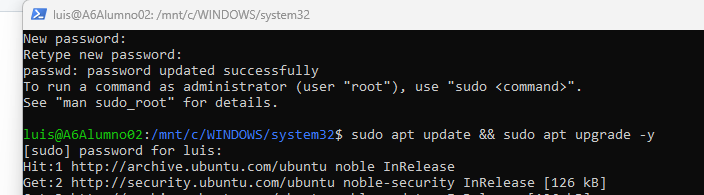 luis@A6Alumno02: /mnt/c/WINDOWS/system32
New password:
Retype new password:
passwd: password updated successfully
To run a command as administrator (user "root"), use "sudo <command>".
See "man sudo_root" for details.
luis@A6Alumno02:/mnt/c/WINDOWS/system32$ sudo apt update && sudo apt upgrade -y
[sudo] password for luis:
Hit:1 http://archive.ubuntu.com/ubuntu noble InRelease
Get:2 http://security.ubuntu.com/ubuntu noble-security InRelease [126 kB]